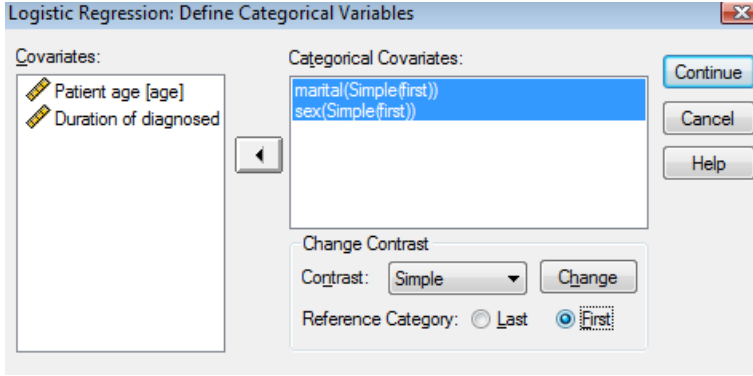 Logistic Regression: Define Categorical Variables
Covariates:
Patient age [age]
Duration of diagnosed
Categorical Covariates:
marital(Simple(first))
sex(Simple(first))
Continue
Cancel
Help
Change Contrast
Contrast: Simple Change
Reference Category: Last First